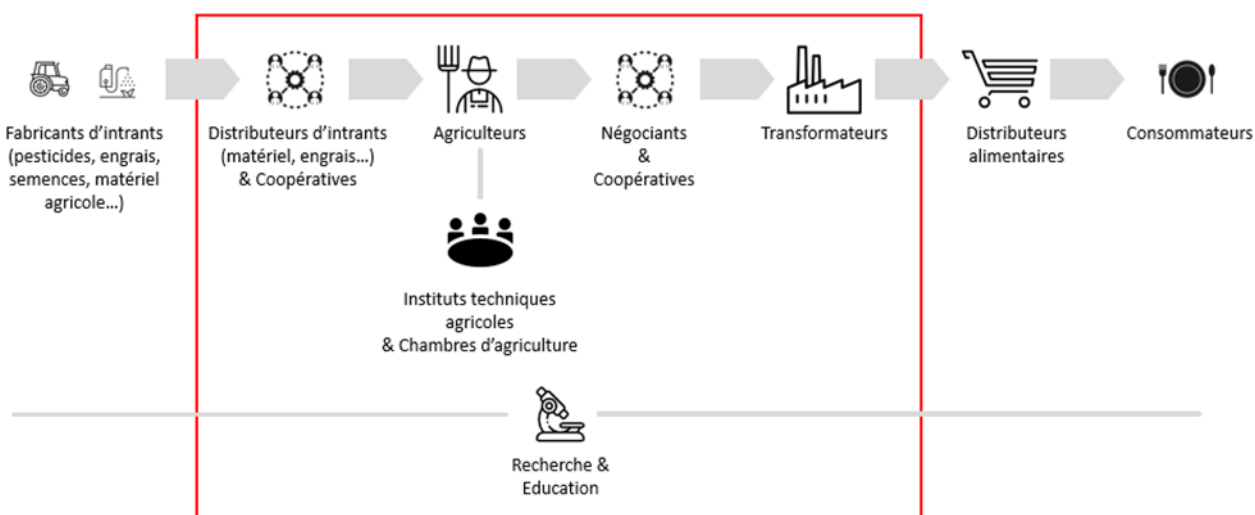 Fabricants d’intrants
(pesticides, engrais,
semences, matériel
agricole…)
Distributeurs d’intrants
(matériel, engrais…)
& Coopératives
Agriculteurs
Négociants
&
Coopératives
Transformateurs
Distributeurs
alimentaires
Consommateurs
Instituts techniques
agricoles
& Chambres d’agriculture
Recherche &
Education